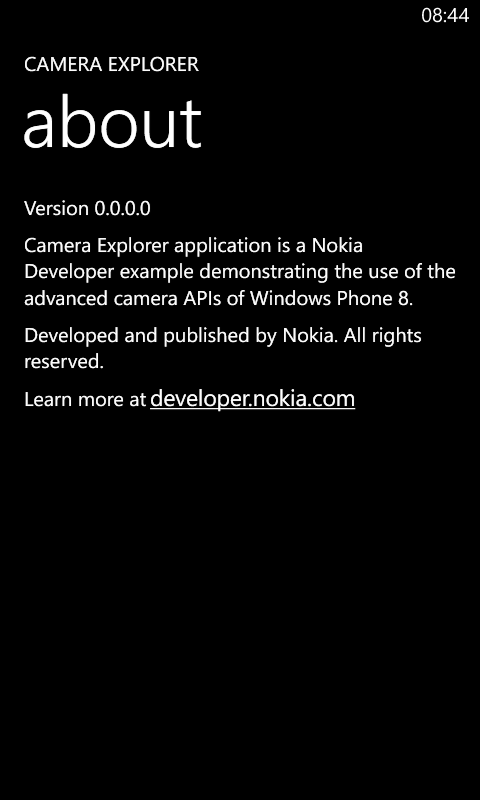 08:44
CAMERA EXPLORER
about
Version 0.0.0.0
Camera Explorer application is a Nokia
Developer example demonstrating the use of the
advanced camera APIs of Windows Phone 8.
Developed and published by Nokia. All rights
reserved.
Learn more at developer.nokia.com